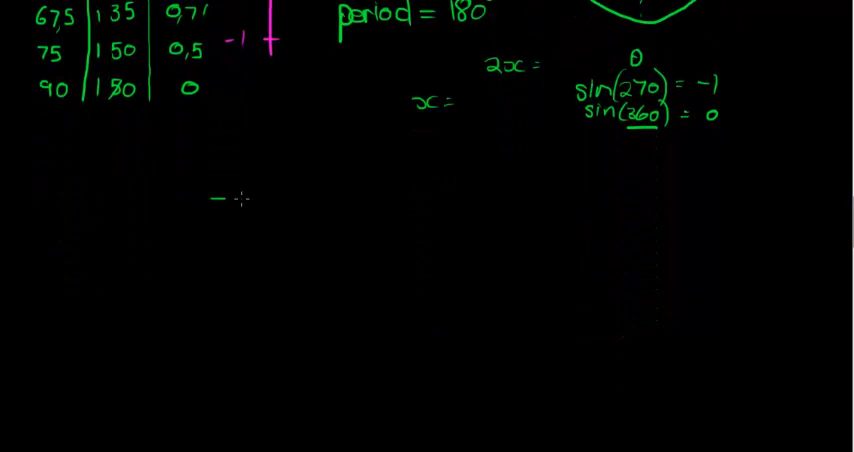 67,5 135 0,71
period = 180
75 150 0,5
-1
2x =
θ
90 180 0
x =
sin(270) = -1
sin(360) = 0